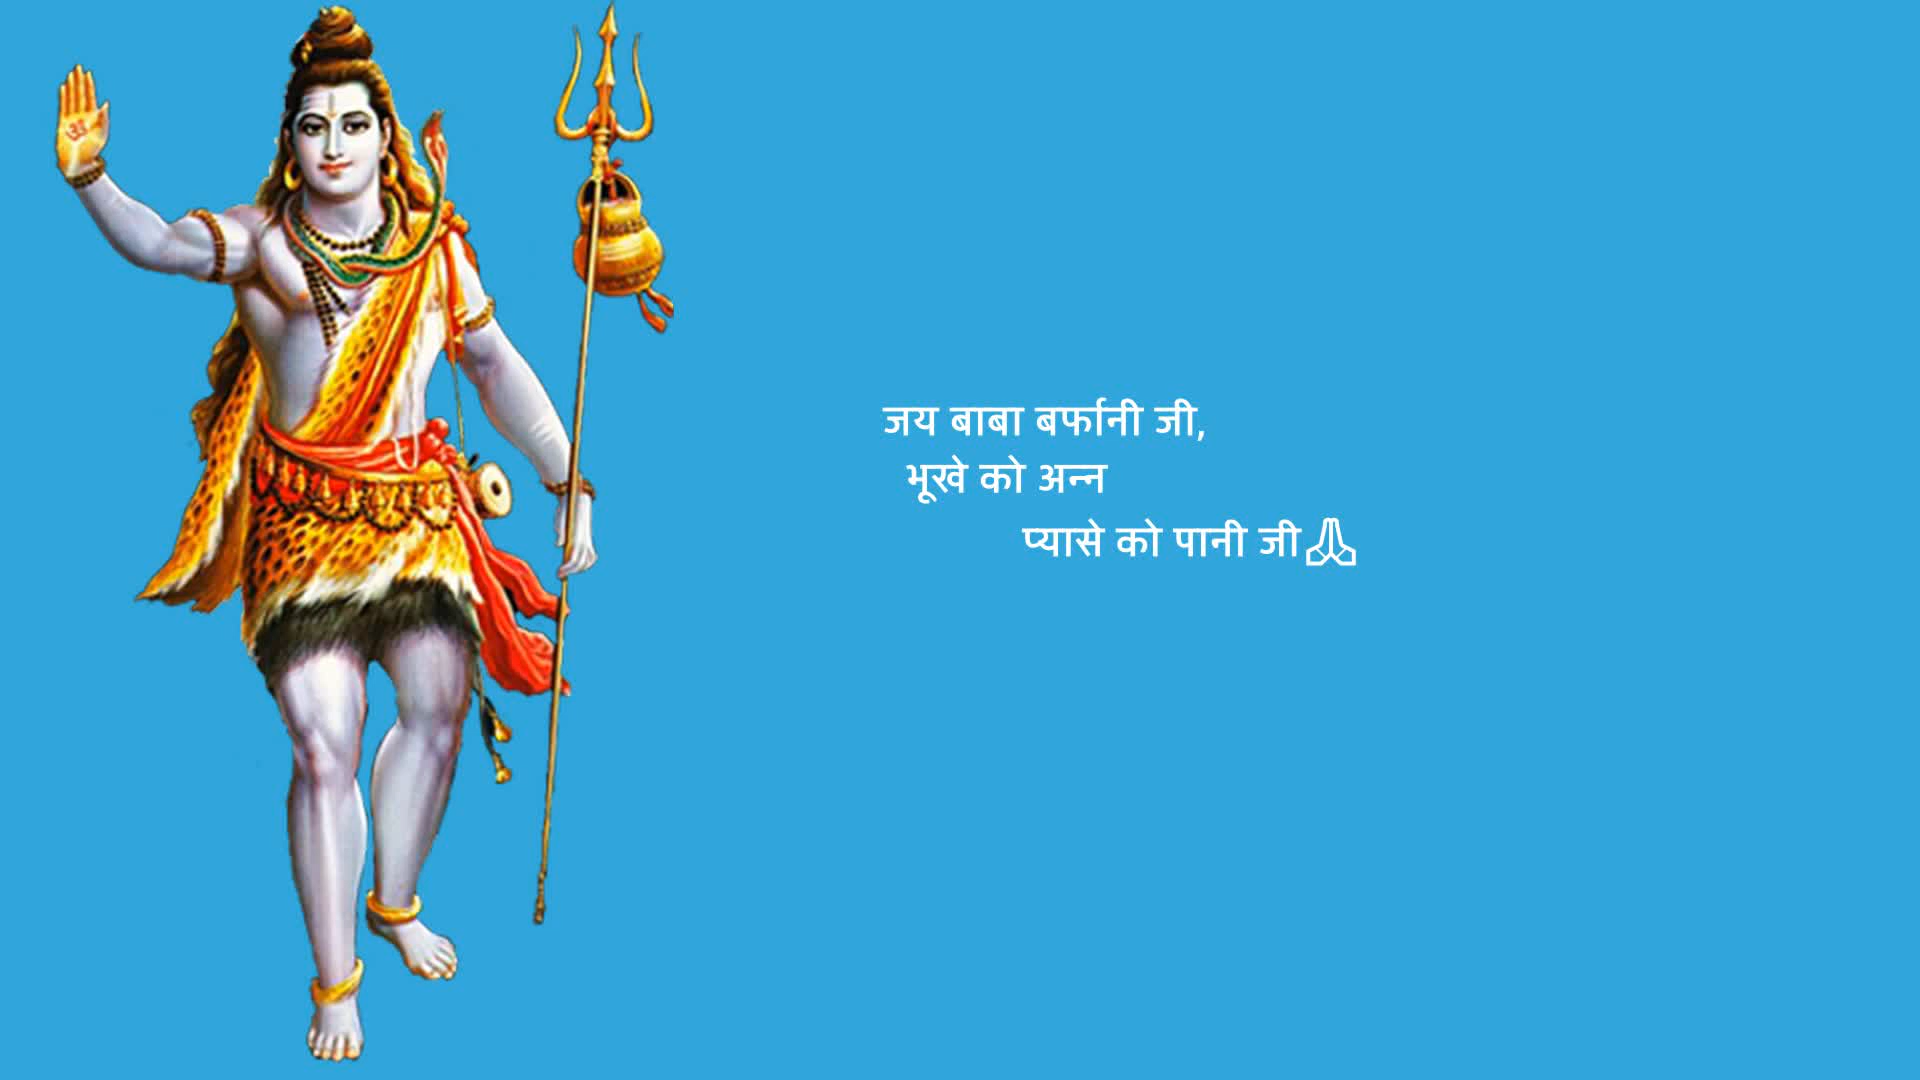 ॐ
जय बाबा बर्फानी जी,
भूखे को अन्न
प्यासे को पानी जी🙏